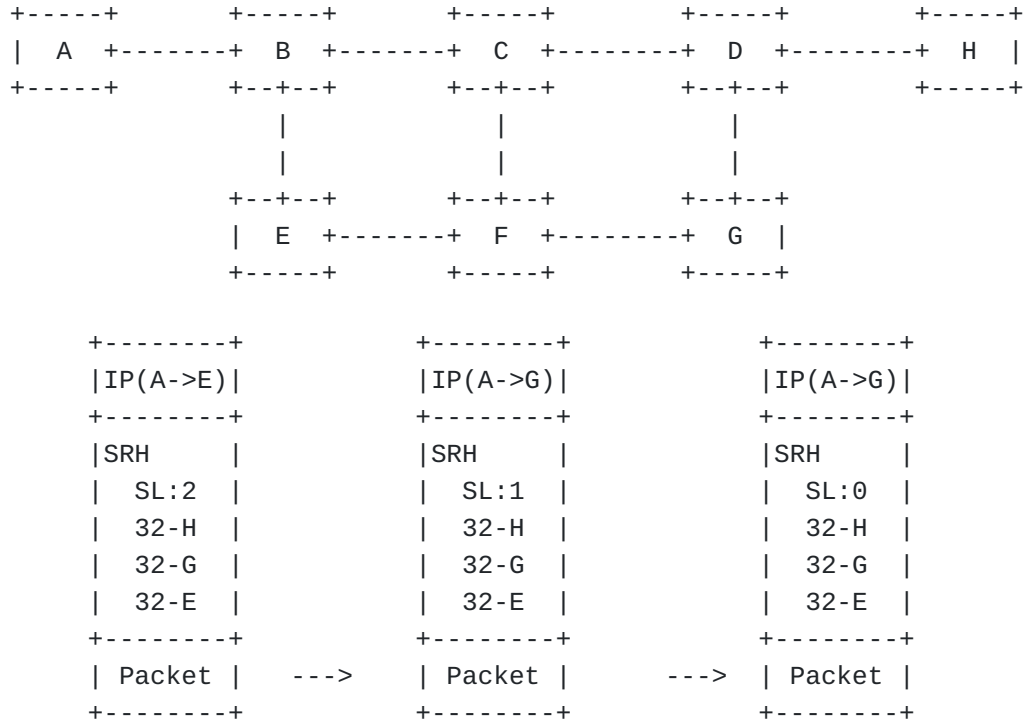 +-----+       +-----+       +-----+        +-----+        +-----+
|  A  +-------+  B  +-------+  C  +--------+  D  +--------+  H  |
+-----+       +--+--+       +--+--+        +--+--+        +-----+
|             |              |
|             |              |
+--+--+       +--+--+        +--+--+
|  E  +-------+  F  +--------+  G  |
+-----+       +-----+        +-----+
+--------+           +--------+            +--------+
|IP(A->E)|           |IP(A->G)|            |IP(A->G)|
+--------+           +--------+            +--------+
|SRH     |           |SRH     |            |SRH     |
|  SL:2  |           |  SL:1  |            |  SL:0  |
|  32-H  |           |  32-H  |            |  32-H  |
|  32-G  |           |  32-G  |            |  32-G  |
|  32-E  |           |  32-E  |            |  32-E  |
+--------+           +--------+            +--------+
| Packet |   --->    | Packet |      --->  | Packet |
+--------+           +--------+            +--------+